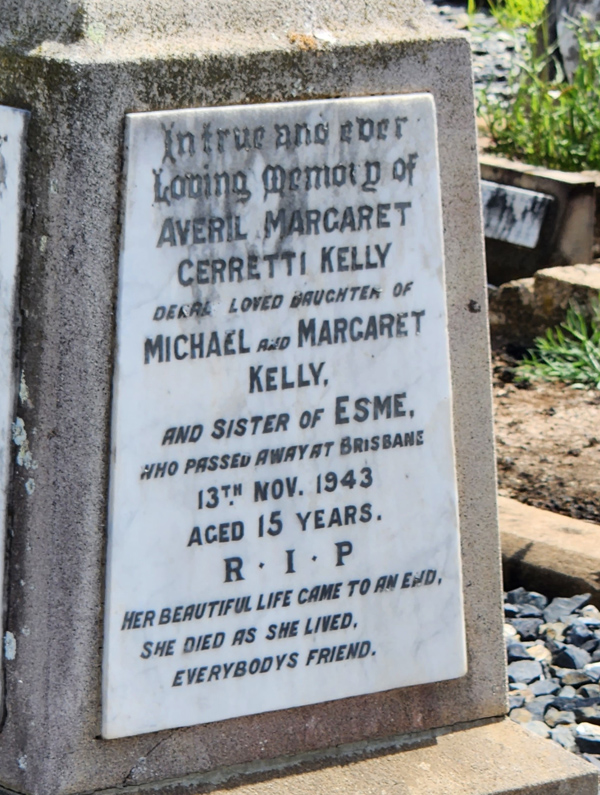 In true and ever
Loving Memory of
AVERIL MARGARET
CERRETTI KELLY
DEARLY LOVED DAUGHTER OF
MICHAEL AND MARGARET
KELLY,
AND SISTER OF ESME,
WHO PASSED AWAY AT BRISBANE
13TH NOV. 1943
AGED 15 YEARS.
R · I · P
HER BEAUTIFUL LIFE CAME TO AN END,
SHE DIED AS SHE LIVED,
EVERYBODYS FRIEND.